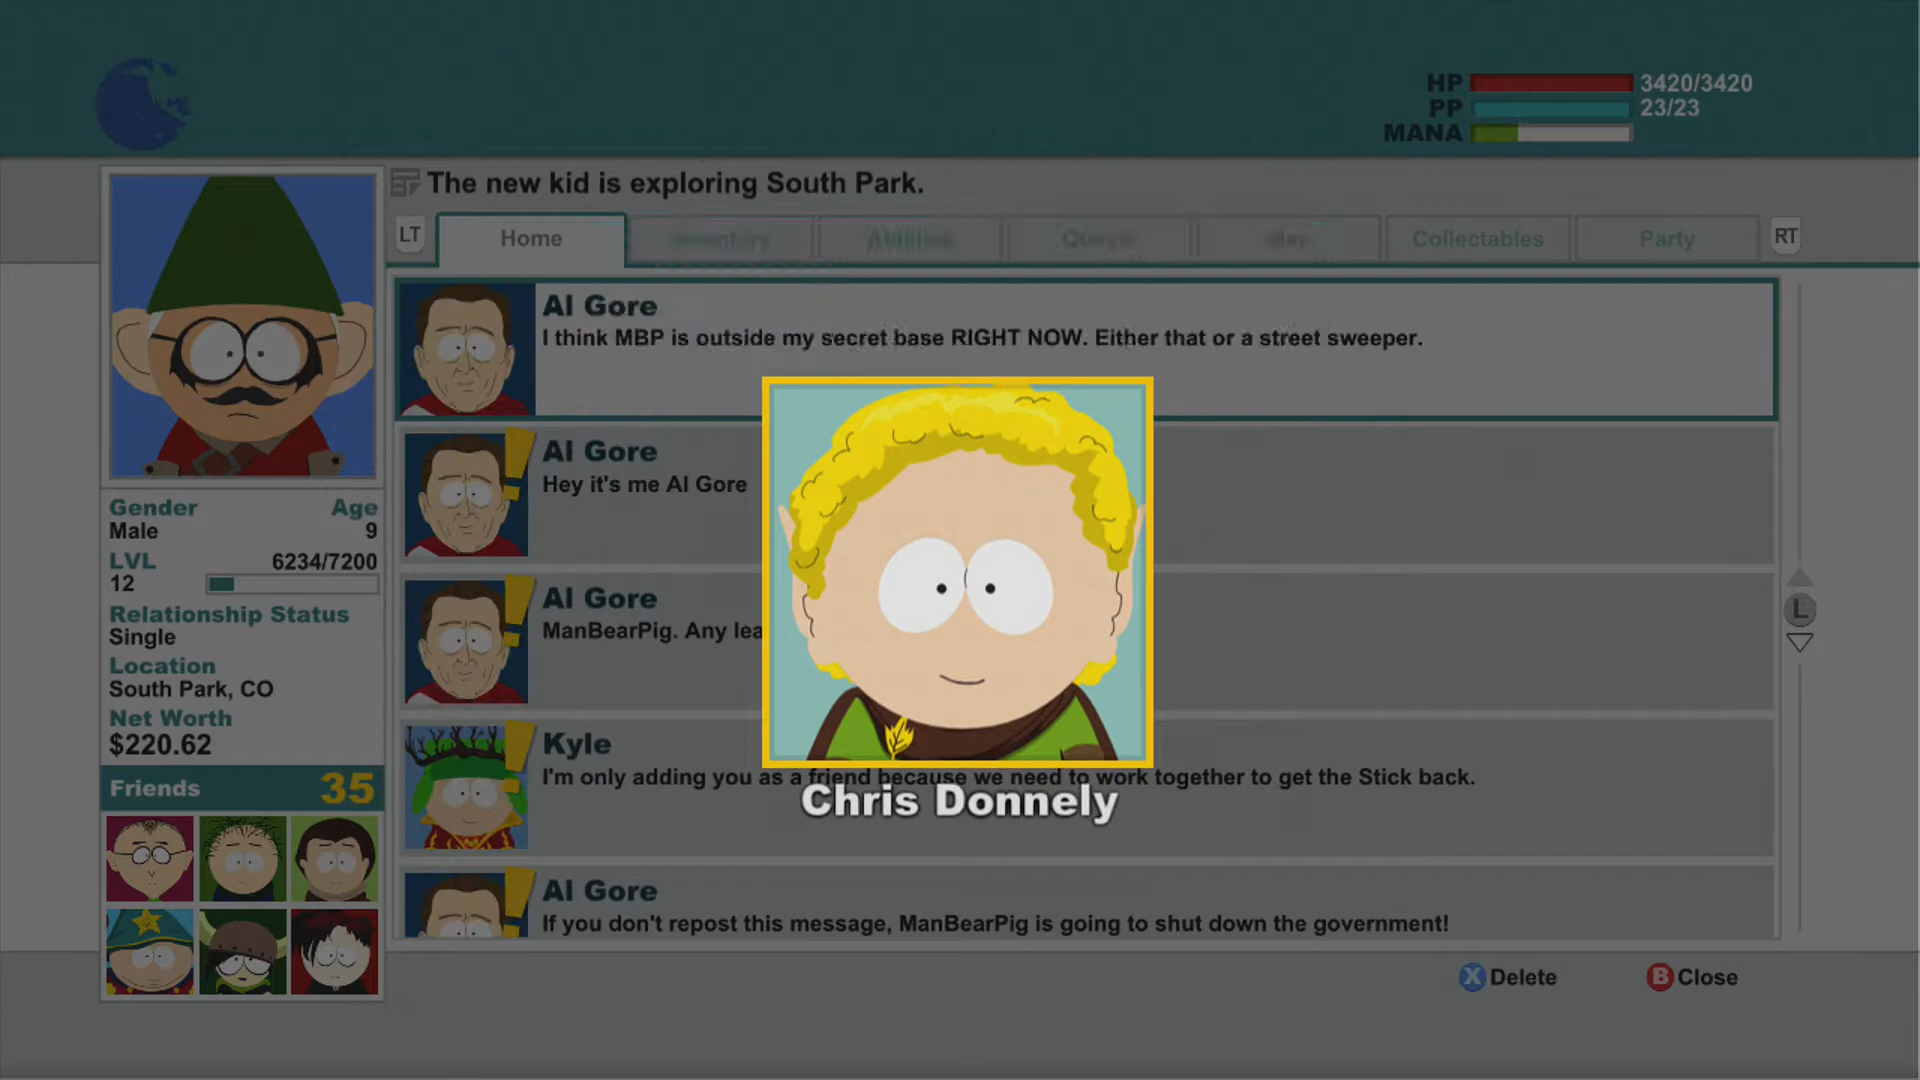 HP 3420/3420
PP 23/23
MANA
The new kid is exploring South Park.
LT Home Inventory Abilities Quests Map Collectables Party RT
Gender Age
Male 9
LVL 6234/7200
12
Relationship Status
Single
Location
South Park, CO
Net Worth
$220.62
Friends 35
Al Gore
I think MBP is outside my secret base RIGHT NOW. Either that or a street sweeper.
Al Gore
Hey it's me Al Gore
Al Gore
ManBearPig. Any lea
Kyle
I'm only adding you as a friend because we need to work together to get the Stick back.
Chris Donnely
Al Gore
If you don't repost this message, ManBearPig is going to shut down the government!
L
X Delete B Close